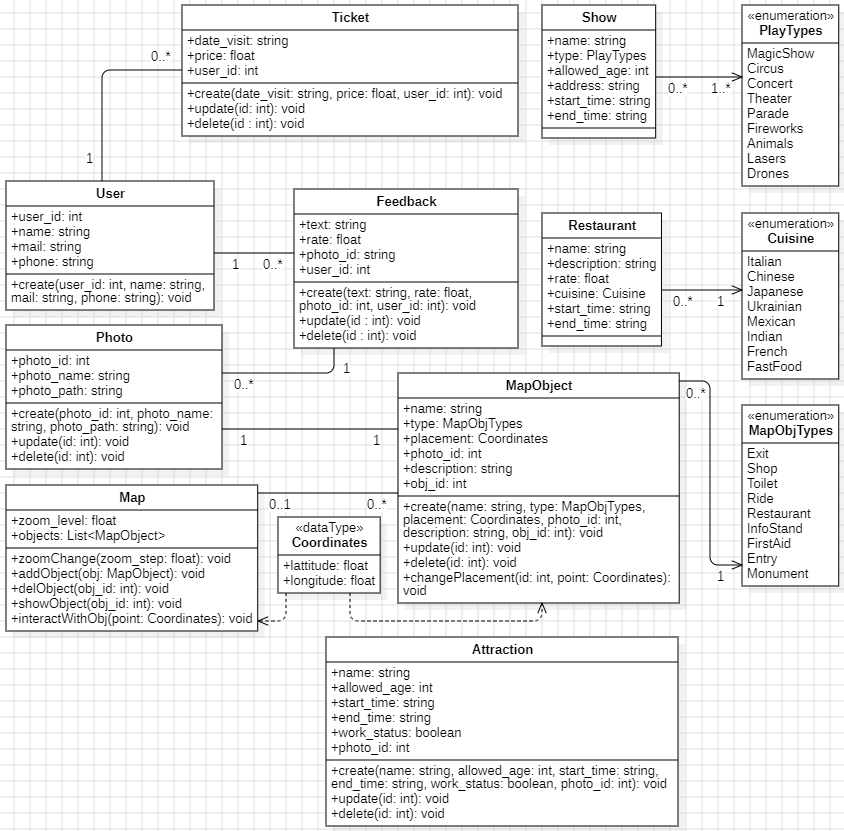 Ticket
+date_visit: string
+price: float
+user_id: int
+create(date_visit: string, price: float, user_id: int): void
+update(id: int): void
+delete(id : int): void
0..*
1
Show
+name: string
+type: PlayTypes
+allowed_age: int
+address: string
+start_time: string
+end_time: string
0..*
1..*
«enumeration»
PlayTypes
MagicShow
Circus
Concert
Theater
Parade
Fireworks
Animals
Lasers
Drones
User
+user_id: int
+name: string
+mail: string
+phone: string
+create(user_id: int, name: string,
mail: string, phone: string): void
1
0..*
Feedback
+text: string
+rate: float
+photo_id: string
+user_id: int
+create(text: string, rate: float,
photo_id: int, user_id: int): void
+update(id : int): void
+delete(id : int): void
1
0..*
Restaurant
+name: string
+description: string
+rate: float
+cuisine: Cuisine
+start_time: string
+end_time: string
0..*
1
«enumeration»
Cuisine
Italian
Chinese
Japanese
Ukrainian
Mexican
Indian
French
FastFood
Photo
+photo_id: int
+photo_name: string
+photo_path: string
+create(photo_id: int, photo_name:
string, photo_path: string): void
+update(id: int): void
+delete(id: int): void
1
1
MapObject
+name: string
+type: MapObjTypes
+placement: Coordinates
+photo_id: int
+description: string
+obj_id: int
+create(name: string, type: MapObjTypes,
placement: Coordinates, photo_id: int,
description: string, obj_id: int): void
+update(id: int): void
+delete(id: int): void
+changePlacement(id: int, point: Coordinates):
void
0..*
1
«enumeration»
MapObjTypes
Exit
Shop
Toilet
Ride
Restaurant
InfoStand
FirstAid
Entry
Monument
Map
+zoom_level: float
+objects: List<MapObject>
+zoomChange(zoom_step: float): void
+addObject(obj: MapObject): void
+delObject(obj_id: int): void
+showObject(obj_id: int): void
+interactWithObj(point: Coordinates): void
0..1
0..*
«dataType»
Coordinates
+lattitude: float
+longitude: float
Attraction
+name: string
+allowed_age: int
+start_time: string
+end_time: string
+work_status: boolean
+photo_id: int
+create(name: string, allowed_age: int, start_time: string,
end_time: string, work_status: boolean, photo_id: int): void
+update(id: int): void
+delete(id: int): void